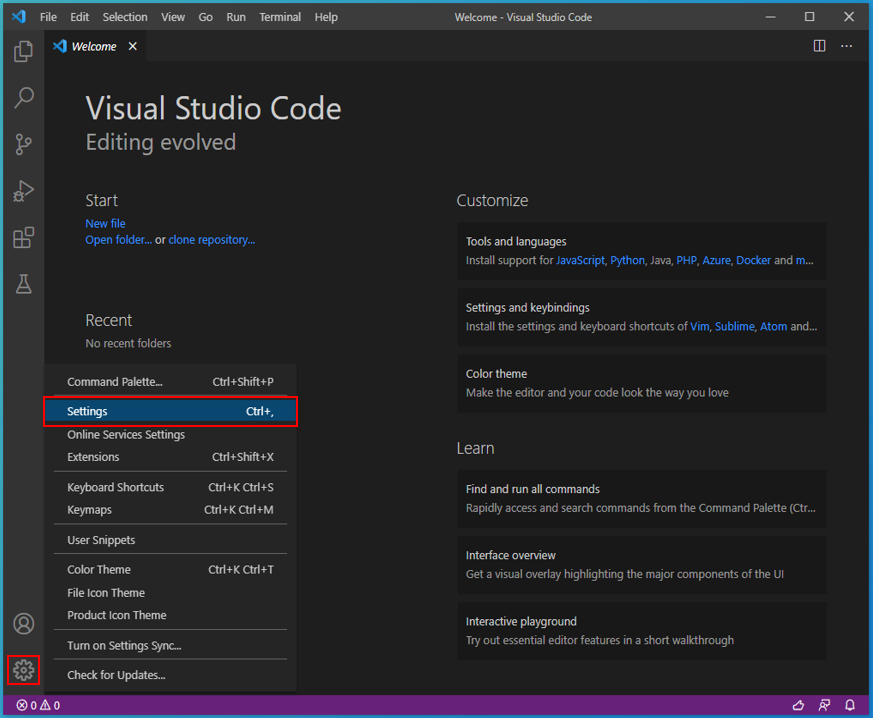 File Edit Selection View Go Run Terminal Help Welcome - Visual Studio Code
Welcome
Visual Studio Code
Editing evolved
Start
New file
Open folder... or clone repository...
Recent
No recent folders
Customize
Tools and languages
Install support for JavaScript, Python, Java, PHP, Azure, Docker and m...
Settings and keybindings
Install the settings and keyboard shortcuts of Vim, Sublime, Atom and...
Color theme
Make the editor and your code look the way you love
Learn
Find and run all commands
Rapidly access and search commands from the Command Palette (Ctr...
Interface overview
Get a visual overlay highlighting the major components of the UI
Interactive playground
Try out essential editor features in a short walkthrough
Command Palette... Ctrl+Shift+P
Settings Ctrl+,
Online Services Settings
Extensions Ctrl+Shift+X
Keyboard Shortcuts Ctrl+K Ctrl+S
Keymaps Ctrl+K Ctrl+M
User Snippets
Color Theme Ctrl+K Ctrl+T
File Icon Theme
Product Icon Theme
Turn on Settings Sync...
Check for Updates...
0 0